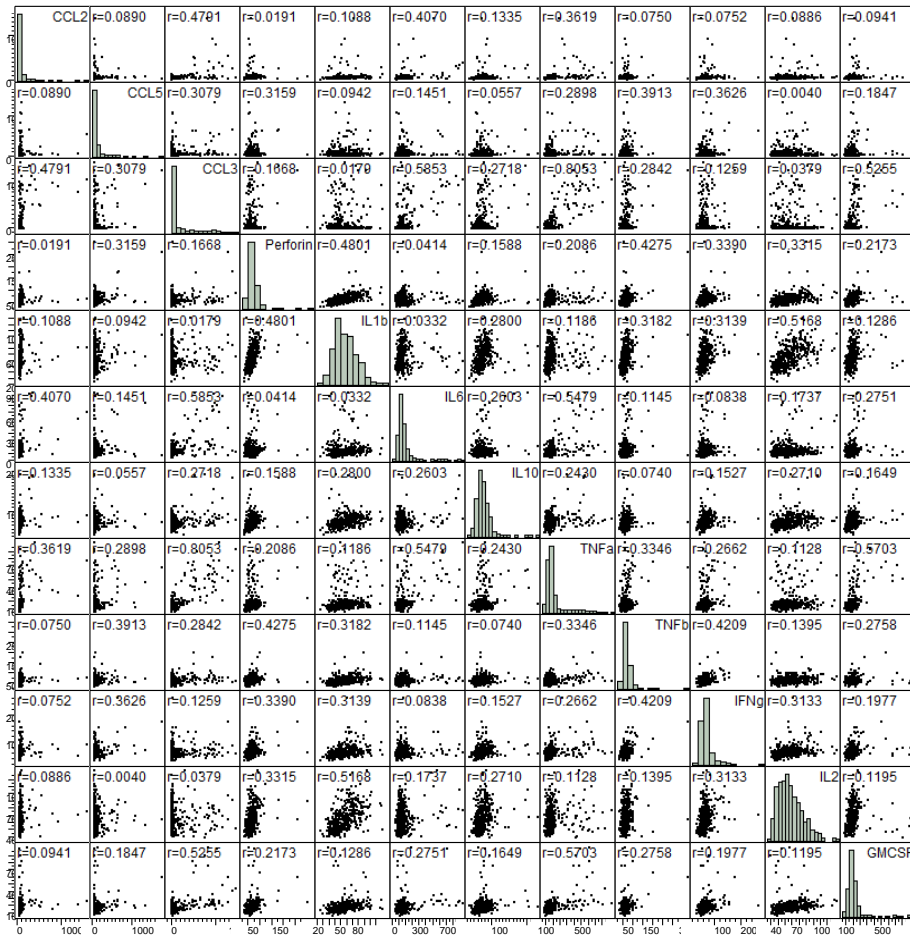 CCL2 r=0.0890 r=0.4791 r=0.0191 r=0.1088 r=0.4070 r=0.1335 r=0.3619 r=0.0750 r=0.0752 r=0.0886 r=0.0941
r=0.0890 CCL5 r=0.3079 r=0.3159 r=0.0942 r=0.1451 r=0.0557 r=0.2898 r=0.3913 r=0.3626 r=0.0040 r=0.1847
r=0.4791 r=0.3079 CCL3 r=0.1668 r=0.0179 r=0.5853 r=0.2718 r=0.8053 r=0.2842 r=0.1259 r=0.0379 r=0.5255
r=0.0191 r=0.3159 r=0.1668 Perforin r=0.4801 r=0.0414 r=0.1588 r=0.2086 r=0.4275 r=0.3390 r=0.3315 r=0.2173
r=0.1088 r=0.0942 r=0.0179 r=0.4801 IL1b r=0.0332 r=0.2800 r=0.1186 r=0.3182 r=0.3139 r=0.5168 r=0.1286
r=0.4070 r=0.1451 r=0.5853 r=0.0414 r=0.0332 IL6 r=0.2603 r=0.5479 r=0.1145 r=0.0838 r=0.1737 r=0.2751
r=0.1335 r=0.0557 r=0.2718 r=0.1588 r=0.2800 r=0.2603 IL10 r=0.2430 r=0.0740 r=0.1527 r=0.2710 r=0.1649
r=0.3619 r=0.2898 r=0.8053 r=0.2086 r=0.1186 r=0.5479 r=0.2430 TNFa r=0.3346 r=0.2662 r=0.1128 r=0.5703
r=0.0750 r=0.3913 r=0.2842 r=0.4275 r=0.3182 r=0.1145 r=0.0740 r=0.3346 TNFb r=0.4209 r=0.1395 r=0.2758
r=0.0752 r=0.3626 r=0.1259 r=0.3390 r=0.3139 r=0.0838 r=0.1527 r=0.2662 r=0.4209 IFNg r=0.3133 r=0.1977
r=0.0886 r=0.0040 r=0.0379 r=0.3315 r=0.5168 r=0.1737 r=0.2710 r=0.1128 r=0.1395 r=0.3133 IL2 r=0.1195
r=0.0941 r=0.1847 r=0.5255 r=0.2173 r=0.1286 r=0.2751 r=0.1649 r=0.5703 r=0.2758 r=0.1977 r=0.1195 GMCSF
0 1000 0 10000 0 1000 50 150 20 50 80 0 300 700 100 100 500 50 150 100 200 40 70 100 100 500